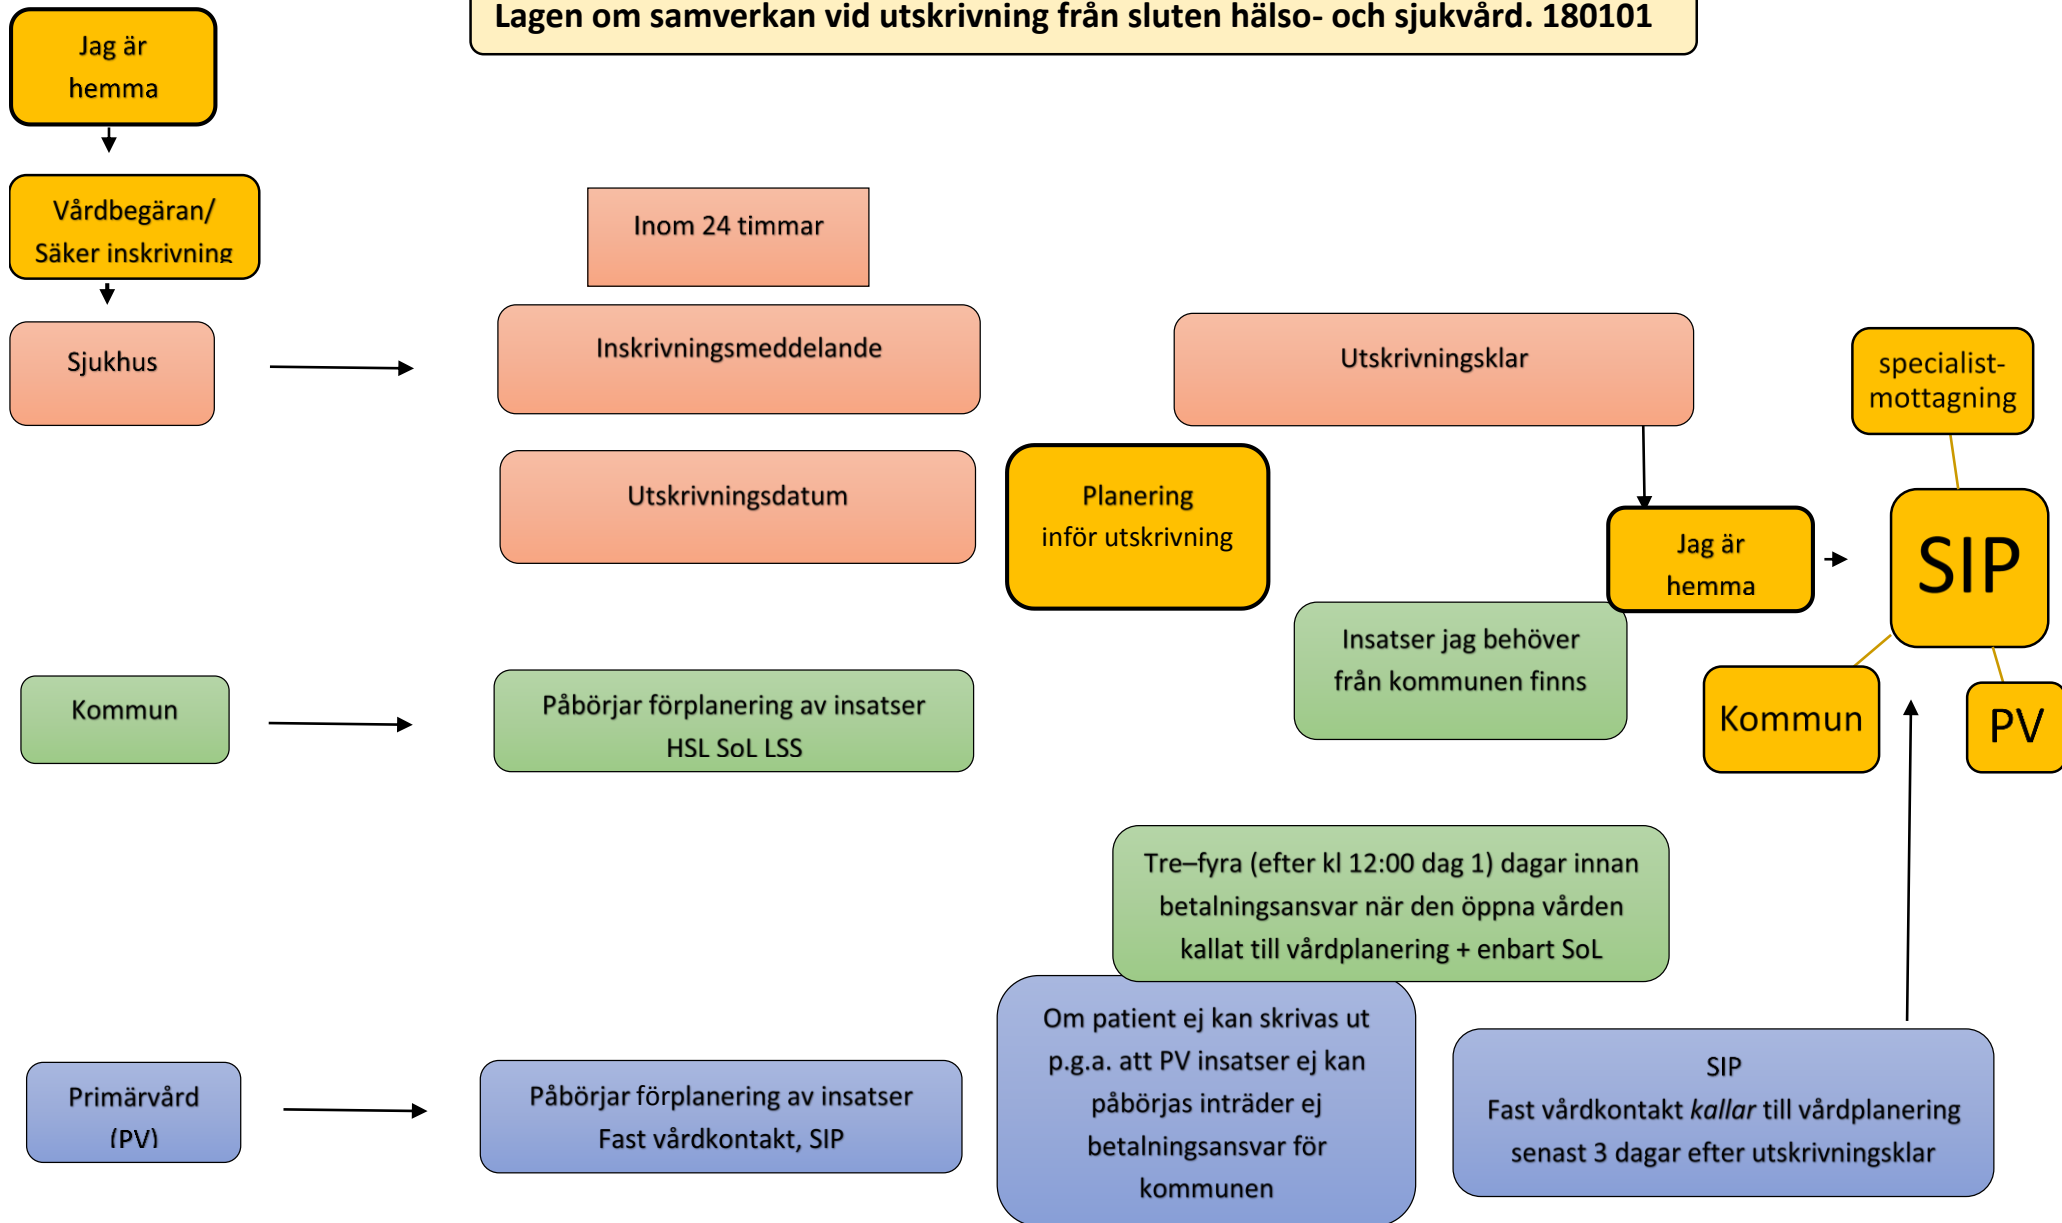 Lagen om samverkan vid utskrivning från sluten hälso- och sjukvård. 180101
Jag är
hemma
Vårdbegäran/
Säker inskrivning
Inom 24 timmar
Sjukhus
Inskrivningsmeddelande
Utskrivningsklar
specialist-
mottagning
Utskrivningsdatum
Planering
inför utskrivning
Jag är
hemma
SIP
Insatser jag behöver
från kommunen finns
Kommun
Påbörjar förplanering av insatser
HSL SoL LSS
Kommun
PV
Tre–fyra (efter kl 12:00 dag 1) dagar innan
betalningsansvar när den öppna vården
kallat till vårdplanering + enbart SoL
Primärvård
(PV)
Påbörjar förplanering av insatser
Fast vårdkontakt, SIP
Om patient ej kan skrivas ut
p.g.a. att PV insatser ej kan
påbörjas inträder ej
betalningsansvar för
kommunen
SIP
Fast vårdkontakt kallar till vårdplanering
senast 3 dagar efter utskrivningsklar